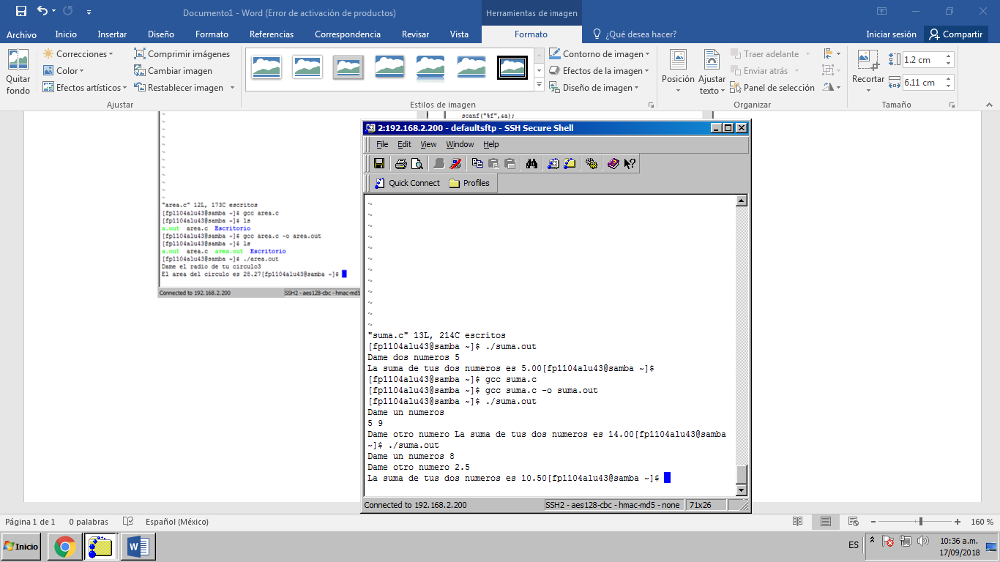 Documento1 - Word (Error de activación de productos)
Herramientas de imagen
Archivo Inicio Insertar Diseño Formato Referencias Correspondencia Revisar Vista Formato ¿Qué desea hacer? Iniciar sesión Compartir
Quitar fondo
Correcciones
Color
Efectos artísticos
Comprimir imágenes
Cambiar imagen
Restablecer imagen
Ajustar
Estilos de imagen
Contorno de imagen
Efectos de la imagen
Diseño de imagen
Posición
Ajustar texto
Traer adelante
Enviar atrás
Panel de selección
Organizar
Recortar
1.2 cm
6.11 cm
Tamaño
scanf("%f",&a);
~
~
~
~
~
~
~
~
~
~
~
~
"area.c" 12L, 173C escritos
[fp1104alu43@samba ~]$ gcc area.c
[fp1104alu43@samba ~]$ ls
a.out area.c Escritorio
[fp1104alu43@samba ~]$ gcc area.c -o area.out
[fp1104alu43@samba ~]$ ls
a.out area.c area.out Escritorio
[fp1104alu43@samba ~]$ ./area.out
Dame el radio de tu circulo3
El area del circulo es 28.27[fp1104alu43@samba ~]$
Connected to 192.168.2.200 SSH2 - aes128-cbc - hmac-md5
2:192.168.2.200 - defaultsftp - SSH Secure Shell
File Edit View Window Help
Quick Connect Profiles
~
~
~
~
~
~
~
~
~
~
~
~
"suma.c" 13L, 214C escritos
[fp1104alu43@samba ~]$ ./suma.out
Dame dos numeros 5
La suma de tus dos numeros es 5.00[fp1104alu43@samba ~]$
[fp1104alu43@samba ~]$ gcc suma.c
[fp1104alu43@samba ~]$ gcc suma.c -o suma.out
[fp1104alu43@samba ~]$ ./suma.out
Dame un numeros
5 9
Dame otro numero La suma de tus dos numeros es 14.00[fp1104alu43@samba
~]$ ./suma.out
Dame un numeros 8
Dame otro numero 2.5
La suma de tus dos numeros es 10.50[fp1104alu43@samba ~]$
Connected to 192.168.2.200 SSH2 - aes128-cbc - hmac-md5 - none 71x26
Página 1 de 1 0 palabras Español (México) 160 %
Inicio ES 10:36 a.m.
17/09/2018